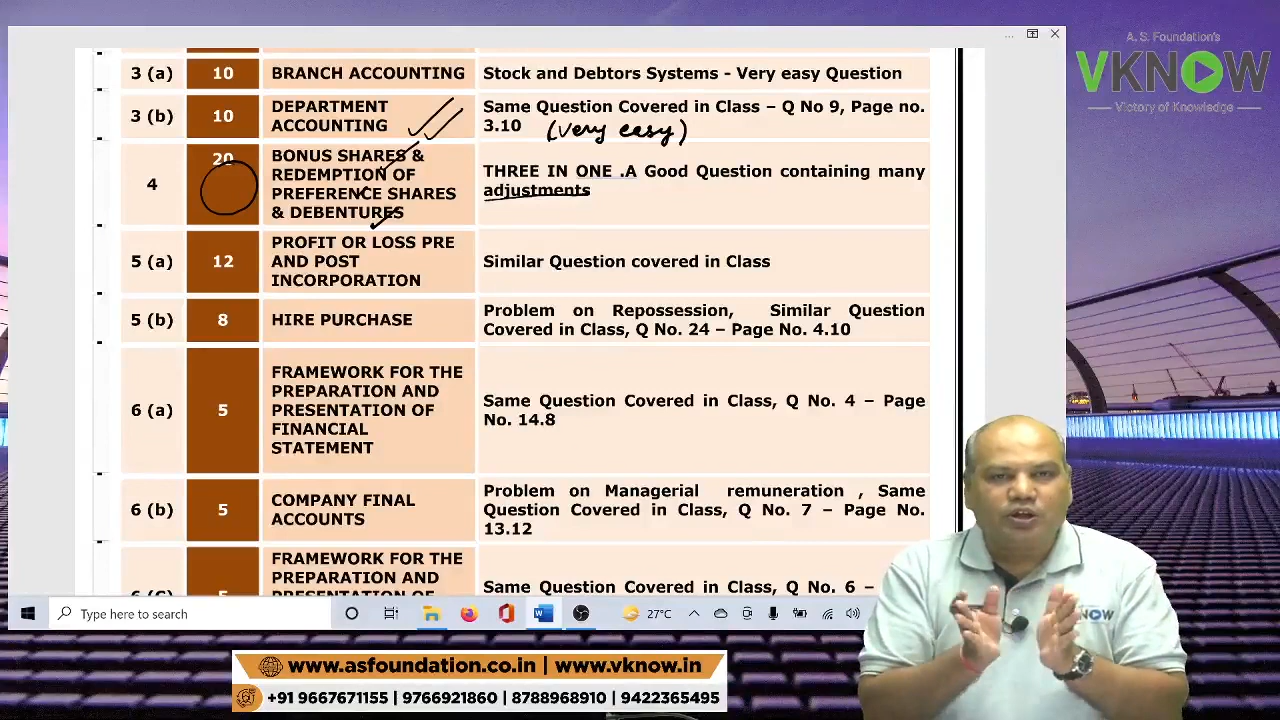 A. S. Foundation's
VKNOW
Victory of Knowledge
3 (a) 10 BRANCH ACCOUNTING Stock and Debtors Systems - Very easy Question
3 (b) 10 DEPARTMENT ACCOUNTING Same Question Covered in Class – Q No 9, Page no. 3.10 (very easy)
4 20 BONUS SHARES & REDEMPTION OF PREFERENCE SHARES & DEBENTURES THREE IN ONE .A Good Question containing many adjustments
5 (a) 12 PROFIT OR LOSS PRE AND POST INCORPORATION Similar Question covered in Class
5 (b) 8 HIRE PURCHASE Problem on Repossession, Similar Question Covered in Class, Q No. 24 – Page No. 4.10
6 (a) 5 FRAMEWORK FOR THE PREPARATION AND PRESENTATION OF FINANCIAL STATEMENT Same Question Covered in Class, Q No. 4 – Page No. 14.8
6 (b) 5 COMPANY FINAL ACCOUNTS Problem on Managerial remuneration , Same Question Covered in Class, Q No. 7 – Page No. 13.12
FRAMEWORK FOR THE PREPARATION AND Same Question Covered in Class, Q No. 6 –
Type here to search
27°C
www.asfoundation.co.in | www.vknow.in
+91 9667671155 | 9766921860 | 8788968910 | 9422365495